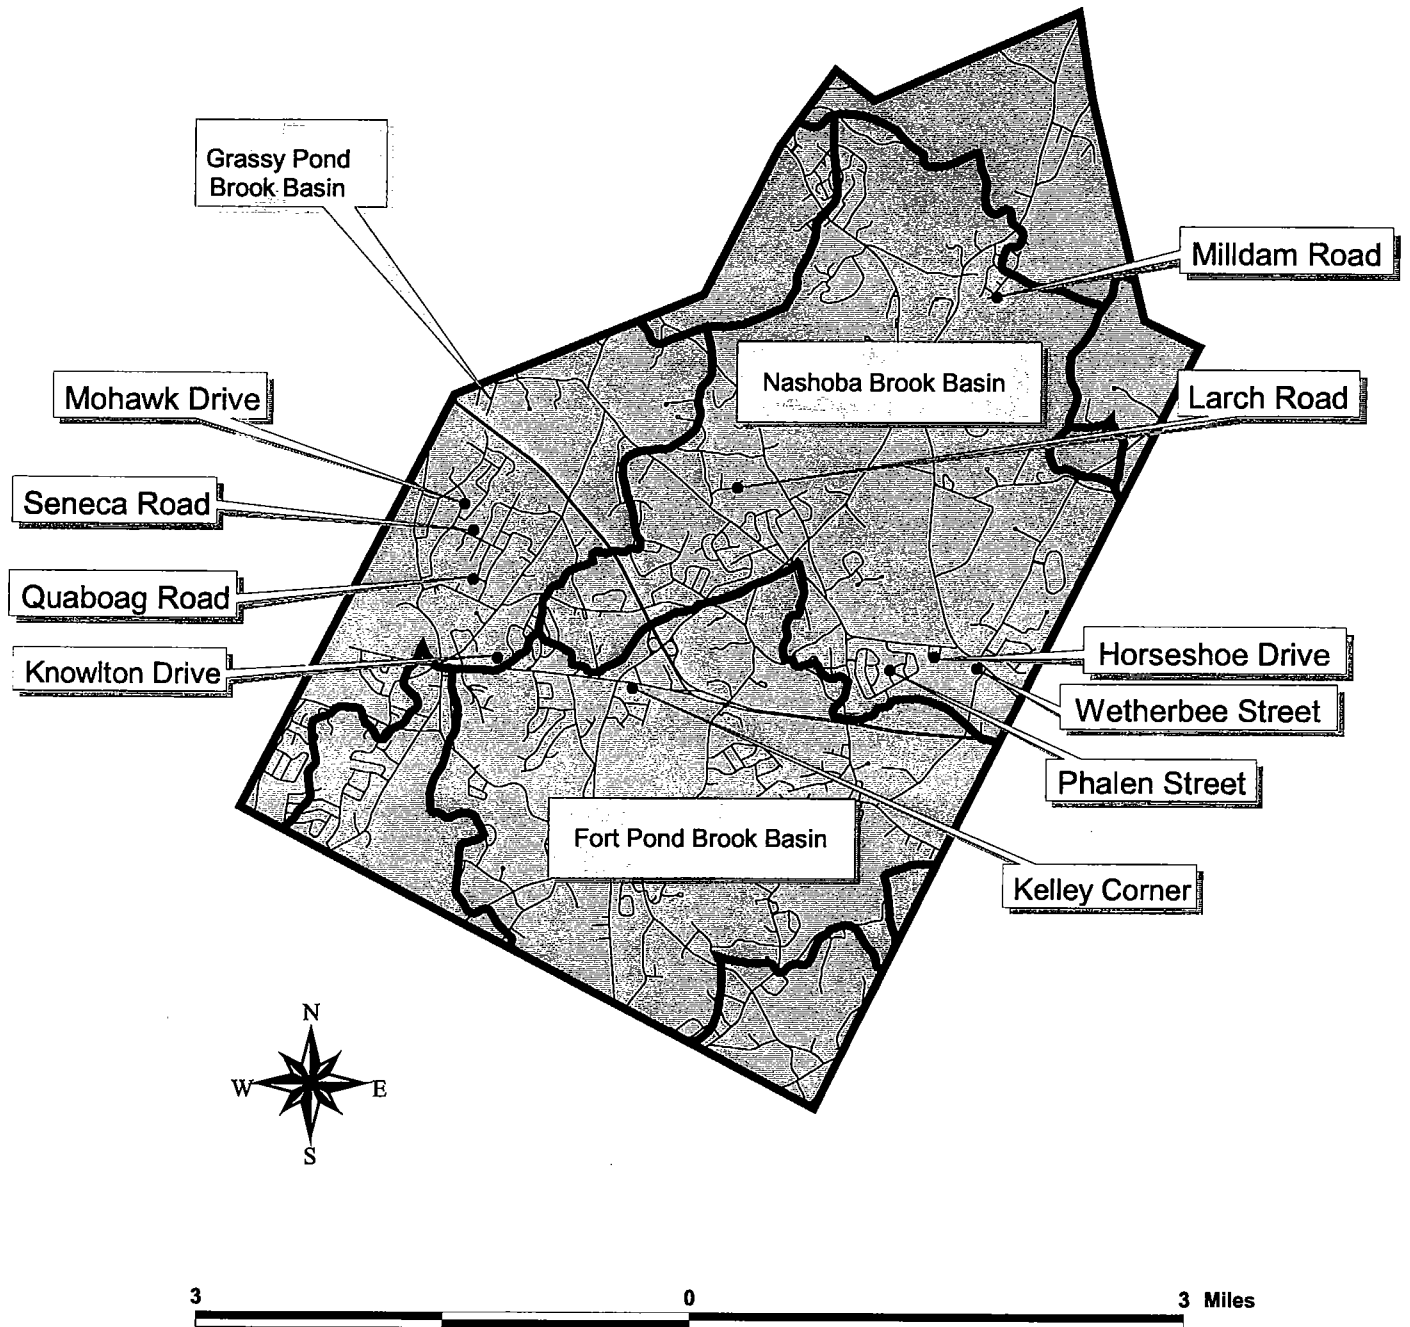 Grassy Pond
Brook Basin
Milldam Road
Nashoba Brook Basin
Mohawk Drive
Larch Road
Seneca Road
Quaboag Road
Knowlton Drive
Horseshoe Drive
Wetherbee Street
Phalen Street
Fort Pond Brook Basin
Kelley Corner
N
W
E
S
3 0 3 Miles